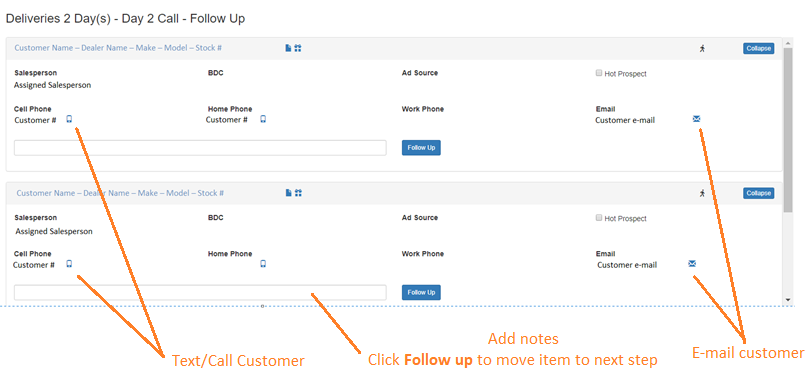 Deliveries 2 Day(s) - Day 2 Call - Follow Up
Customer Name – Dealer Name – Make – Model – Stock # Collapse
Salesperson BDC Ad Source Hot Prospect
Assigned Salesperson
Cell Phone Home Phone Work Phone Email
Customer # Customer # Customer e-mail
Follow Up
Customer Name – Dealer Name – Make – Model – Stock # Collapse
Salesperson BDC Ad Source Hot Prospect
Assigned Salesperson
Cell Phone Home Phone Work Phone Email
Customer # Customer e-mail
Follow Up
Add notes
Text/Call Customer Click Follow up to move item to next step E-mail customer